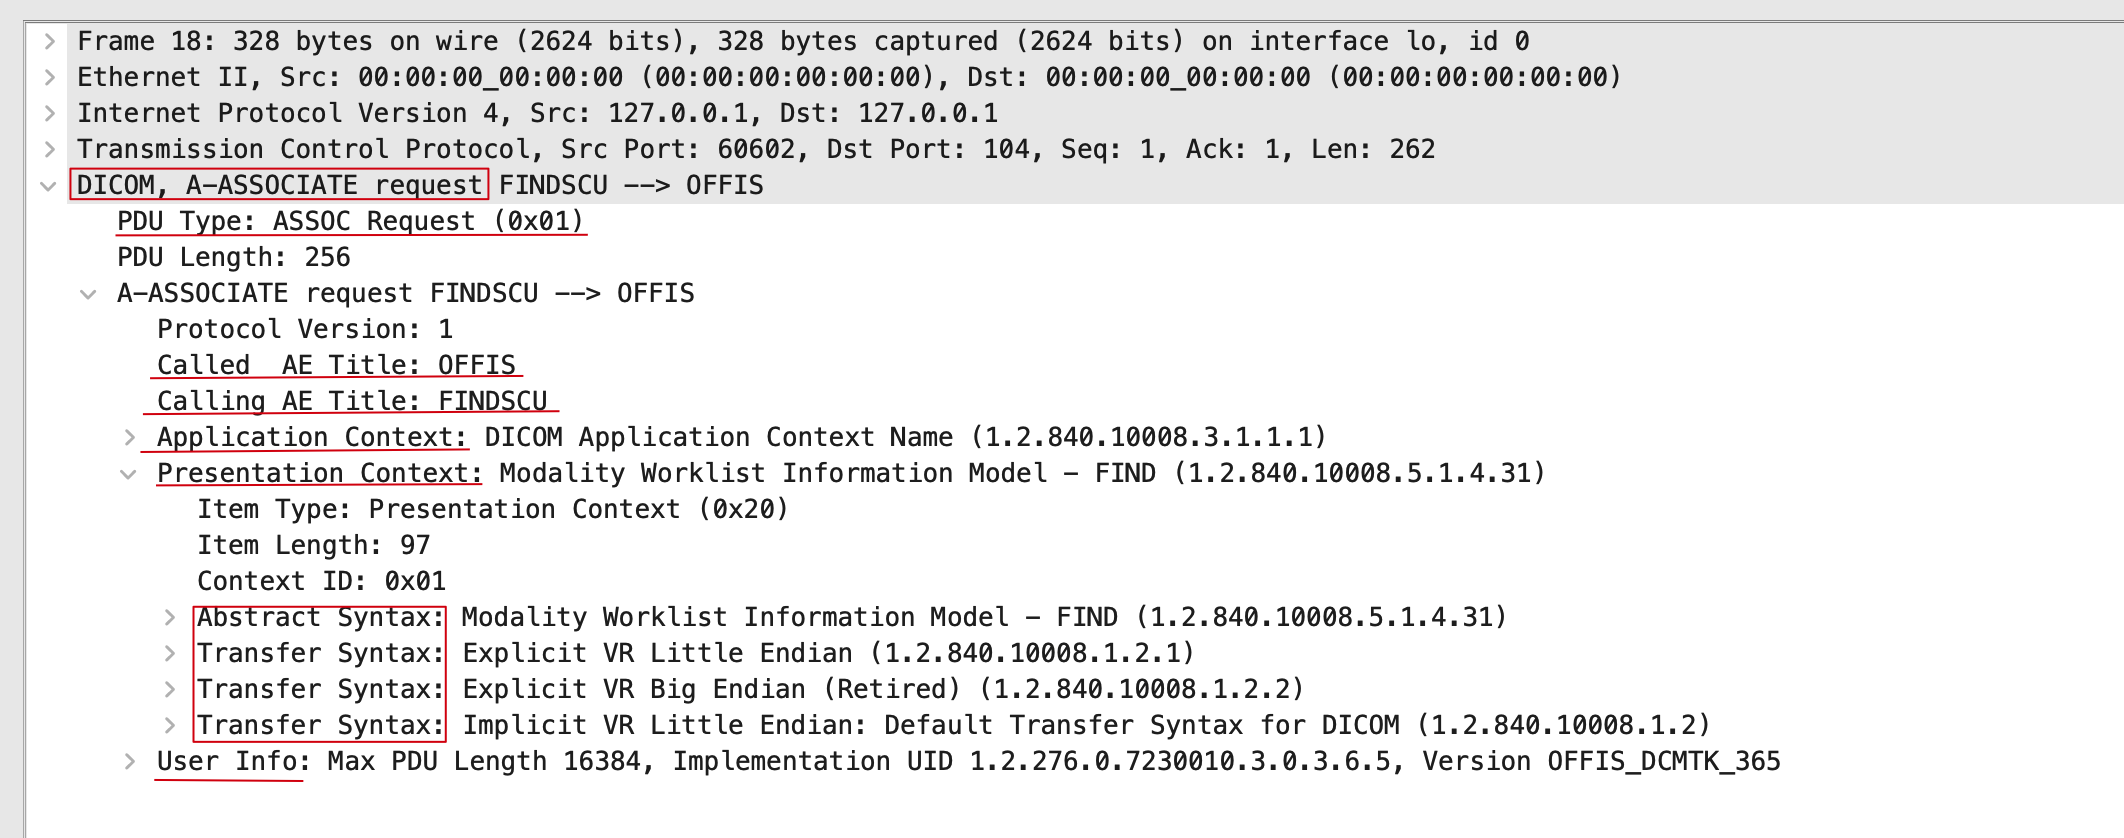 Frame 18: 328 bytes on wire (2624 bits), 328 bytes captured (2624 bits) on interface lo, id 0
Ethernet II, Src: 00:00:00_00:00:00 (00:00:00:00:00:00), Dst: 00:00:00_00:00:00 (00:00:00:00:00:00)
Internet Protocol Version 4, Src: 127.0.0.1, Dst: 127.0.0.1
Transmission Control Protocol, Src Port: 60602, Dst Port: 104, Seq: 1, Ack: 1, Len: 262
DICOM, A-ASSOCIATE request FINDSCU --> OFFIS
PDU Type: ASSOC Request (0x01)
PDU Length: 256
A-ASSOCIATE request FINDSCU --> OFFIS
Protocol Version: 1
Called  AE Title: OFFIS
Calling AE Title: FINDSCU
Application Context: DICOM Application Context Name (1.2.840.10008.3.1.1.1)
Presentation Context: Modality Worklist Information Model - FIND (1.2.840.10008.5.1.4.31)
Item Type: Presentation Context (0x20)
Item Length: 97
Context ID: 0x01
Abstract Syntax: Modality Worklist Information Model - FIND (1.2.840.10008.5.1.4.31)
Transfer Syntax: Explicit VR Little Endian (1.2.840.10008.1.2.1)
Transfer Syntax: Explicit VR Big Endian (Retired) (1.2.840.10008.1.2.2)
Transfer Syntax: Implicit VR Little Endian: Default Transfer Syntax for DICOM (1.2.840.10008.1.2)
User Info: Max PDU Length 16384, Implementation UID 1.2.276.0.7230010.3.0.3.6.5, Version OFFIS_DCMTK_365